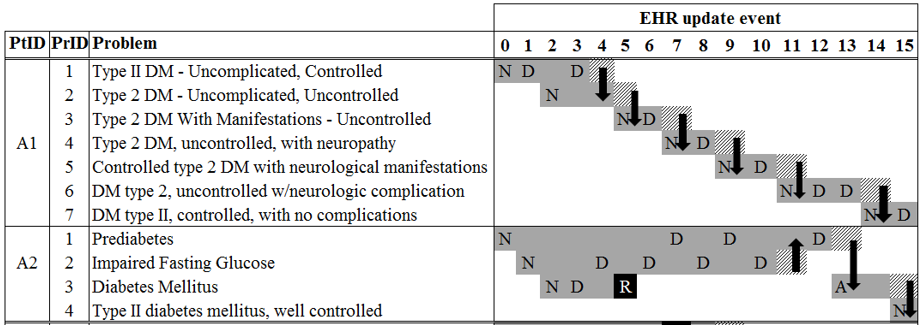 EHR update event
PtID PrID Problem 0 1 2 3 4 5 6 7 8 9 10 11 12 13 14 15
1 Type II DM - Uncomplicated, Controlled N D D
2 Type 2 DM - Uncomplicated, Uncontrolled N
3 Type 2 DM With Manifestations - Uncontrolled N D
A1 4 Type 2 DM, uncontrolled, with neuropathy N D
5 Controlled type 2 DM with neurological manifestations N D
6 DM type 2, uncontrolled w/neurologic complication N D D
7 DM type II, controlled, with no complications N D
1 Prediabetes N D D D
A2 2 Impaired Fasting Glucose N D D D D
3 Diabetes Mellitus N D R A
4 Type II diabetes mellitus, well controlled N